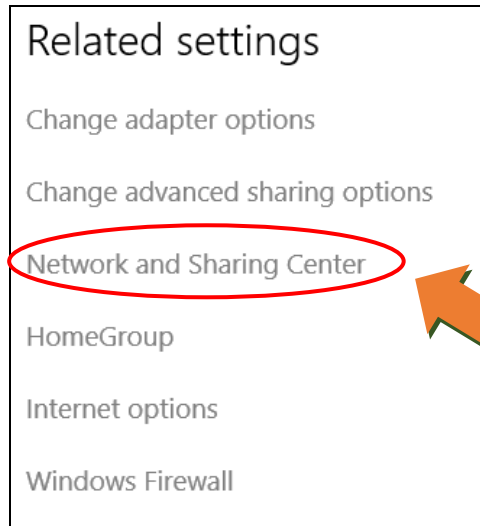 Related settings
Change adapter options
Change advanced sharing options
Network and Sharing Center
HomeGroup
Internet options
Windows Firewall